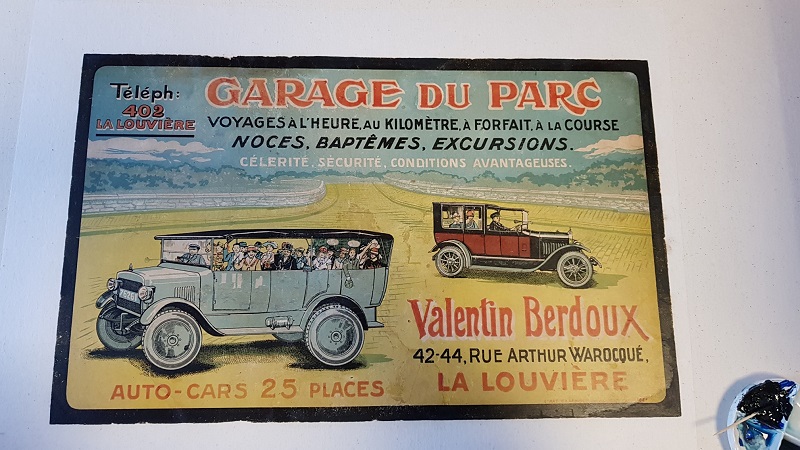 Téléph:
402
LA LOUVIÈRE
GARAGE DU PARC
VOYAGES À L'HEURE, AU KILOMÈTRE, À FORFAIT, À LA COURSE
NOCES, BAPTÊMES, EXCURSIONS.
CÉLERITÉ, SÉCURITÉ, CONDITIONS AVANTAGEUSES.
Valentin Berdoux
42-44, RUE ARTHUR WAROCQUÉ,
LA LOUVIÈRE
AUTO-CARS 25 PLACES